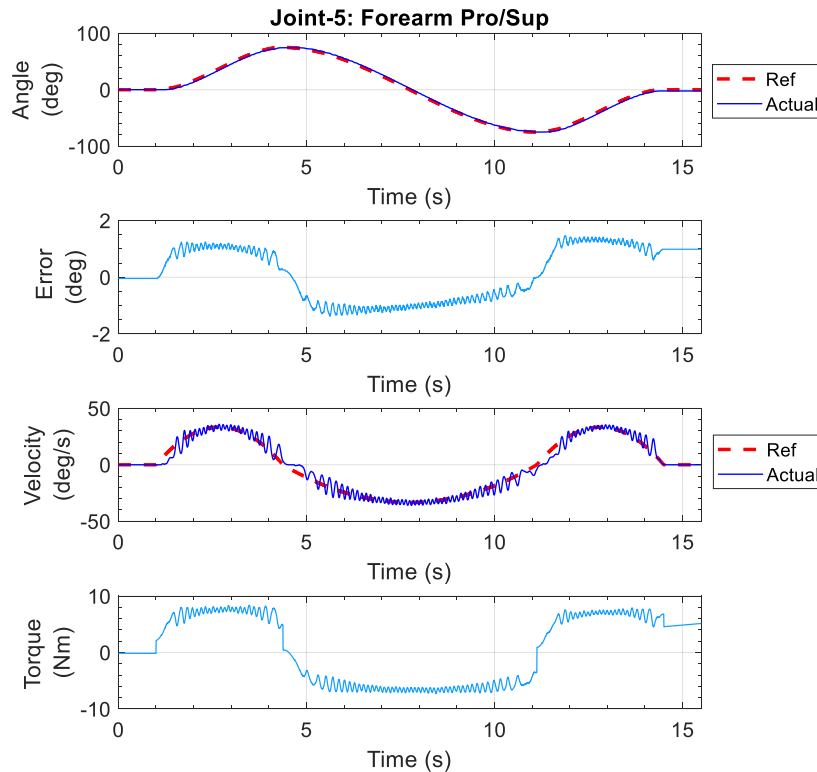 Joint-5: Forearm Pro/Sup
100
0
-100
Angle
(deg)
0
5
10
15
Time (s)
Ref
Actual
2
0
-2
Error
(deg)
0
5
10
15
Time (s)
50
0
-50
Velocity
(deg/s)
0
5
10
15
Time (s)
Ref
Actual
10
0
-10
Torque
(Nm)
0
5
10
15
Time (s)